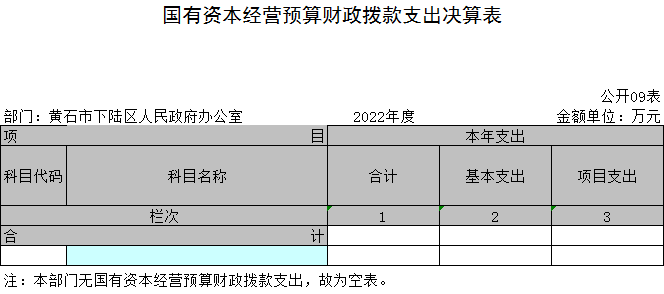 国有资本经营预算财政拨款支出决算表
公开09表
部门：黄石市下陆区人民政府办公室 2022年度 金额单位：万元
项 目 本年支出
科目代码 科目名称 合计 基本支出 项目支出
栏次 1 2 3
合 计
注：本部门无国有资本经营预算财政拨款支出，故为空表。